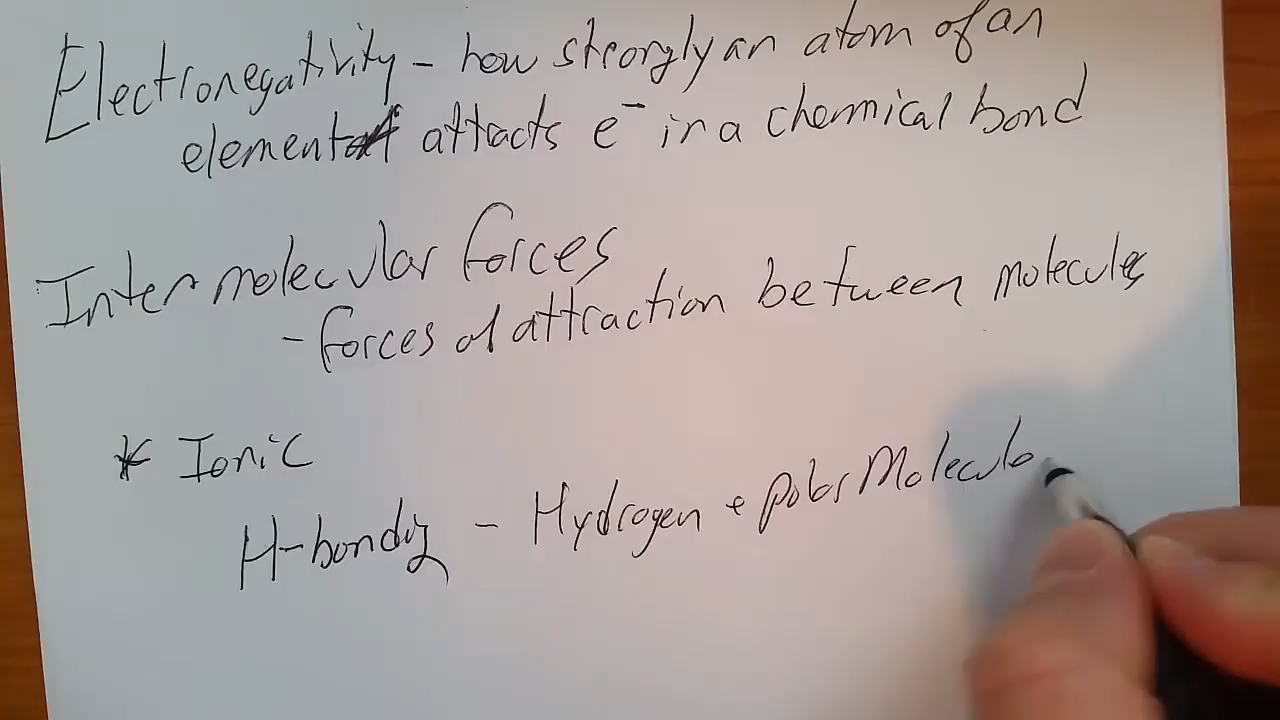 Electronegativity - how strongly an atom of an
element attracts e⁻ in a chemical bond
Intermolecular forces
- forces of attraction between molecules
* Ionic
H-bondig - Hydrogen + polar Molecule